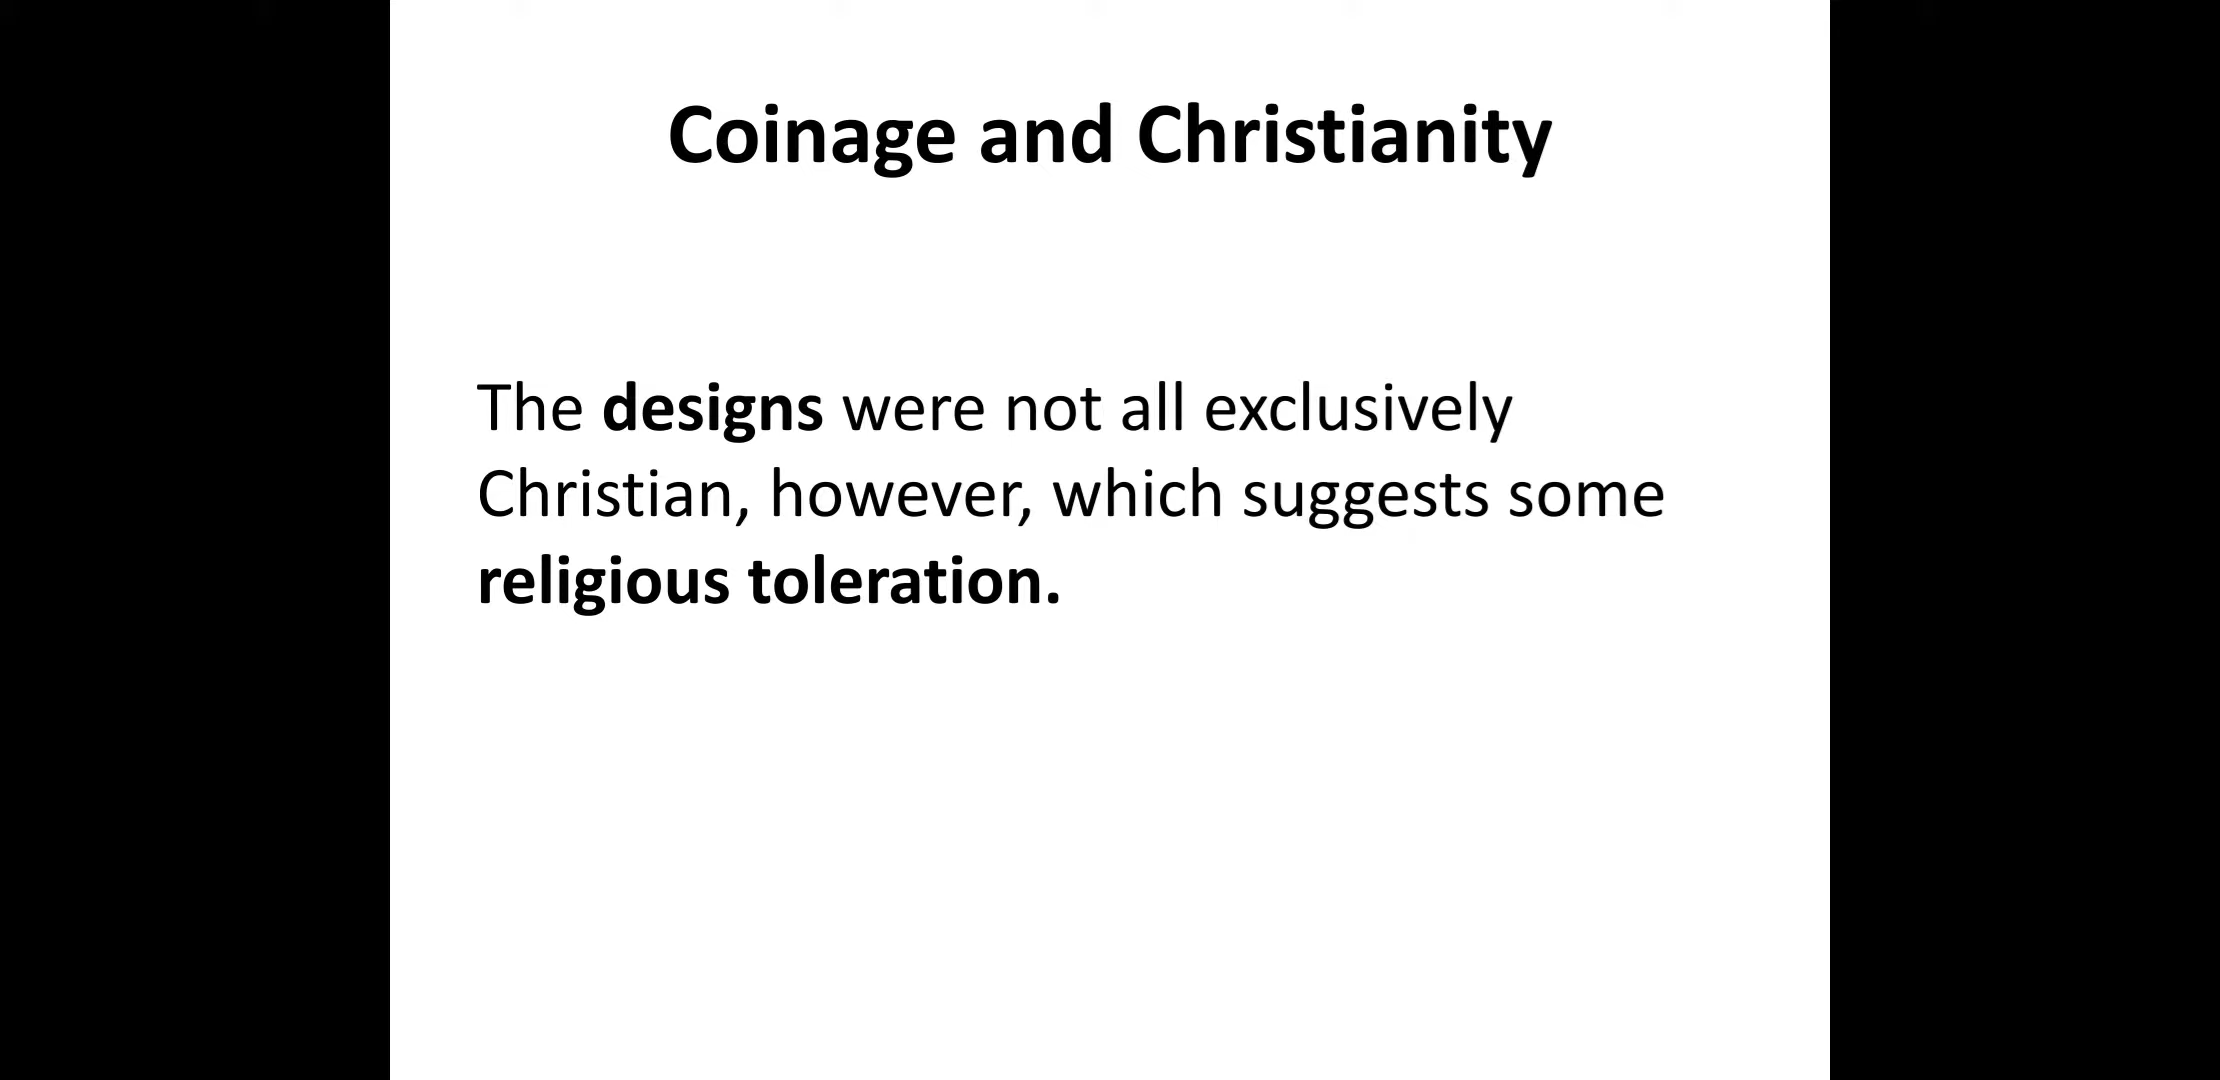 Coinage and Christianity
The designs were not all exclusively
Christian, however, which suggests some
religious toleration.